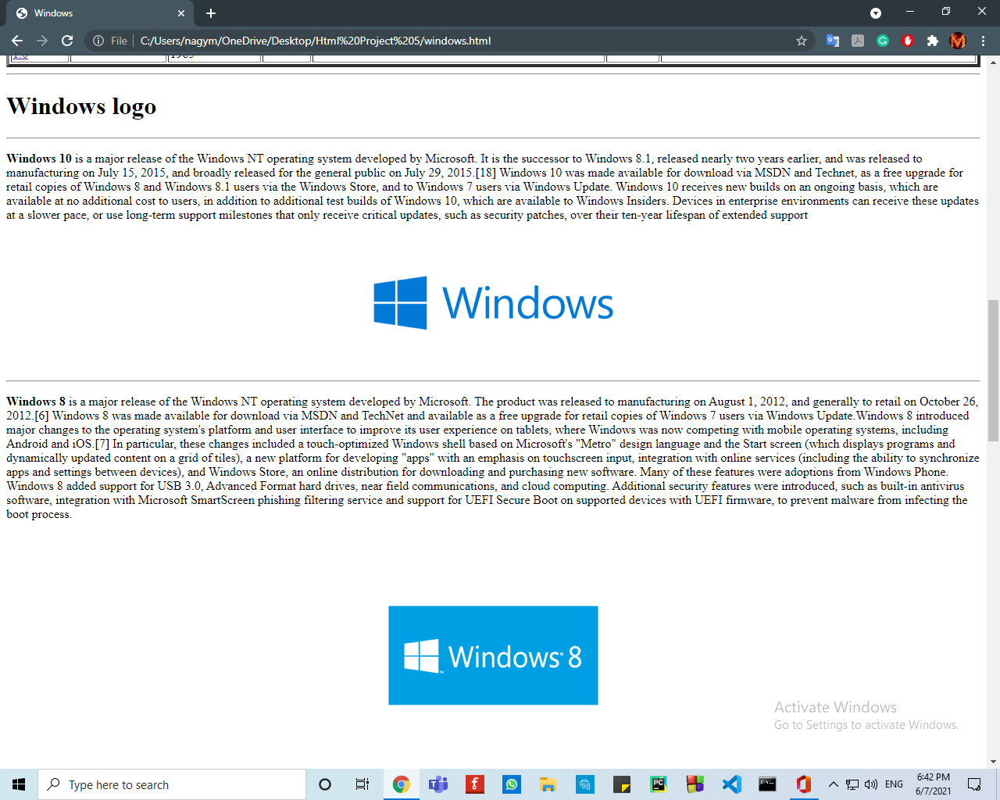 Windows
File
C:/Users/nagym/OneDrive/Desktop/Html%20Project%205/windows.html
1.0 1985
Windows logo
Windows 10 is a major release of the Windows NT operating system developed by Microsoft. It is the successor to Windows 8.1, released nearly two years earlier, and was released to
manufacturing on July 15, 2015, and broadly released for the general public on July 29, 2015.[18] Windows 10 was made available for download via MSDN and Technet, as a free upgrade for
retail copies of Windows 8 and Windows 8.1 users via the Windows Store, and to Windows 7 users via Windows Update. Windows 10 receives new builds on an ongoing basis, which are
available at no additional cost to users, in addition to additional test builds of Windows 10, which are available to Windows Insiders. Devices in enterprise environments can receive these updates
at a slower pace, or use long-term support milestones that only receive critical updates, such as security patches, over their ten-year lifespan of extended support
Windows
Windows 8 is a major release of the Windows NT operating system developed by Microsoft. The product was released to manufacturing on August 1, 2012, and generally to retail on October 26,
2012.[6] Windows 8 was made available for download via MSDN and TechNet and available as a free upgrade for retail copies of Windows 7 users via Windows Update.Windows 8 introduced
major changes to the operating system's platform and user interface to improve its user experience on tablets, where Windows was now competing with mobile operating systems, including
Android and iOS.[7] In particular, these changes included a touch-optimized Windows shell based on Microsoft's "Metro" design language and the Start screen (which displays programs and
dynamically updated content on a grid of tiles), a new platform for developing "apps" with an emphasis on touchscreen input, integration with online services (including the ability to synchronize
apps and settings between devices), and Windows Store, an online distribution for downloading and purchasing new software. Many of these features were adoptions from Windows Phone.
Windows 8 added support for USB 3.0, Advanced Format hard drives, near field communications, and cloud computing. Additional security features were introduced, such as built-in antivirus
software, integration with Microsoft SmartScreen phishing filtering service and support for UEFI Secure Boot on supported devices with UEFI firmware, to prevent malware from infecting the
boot process.
Windows 8
Activate Windows
Go to Settings to activate Windows.
Type here to search
ENG
6:42 PM
6/7/2021